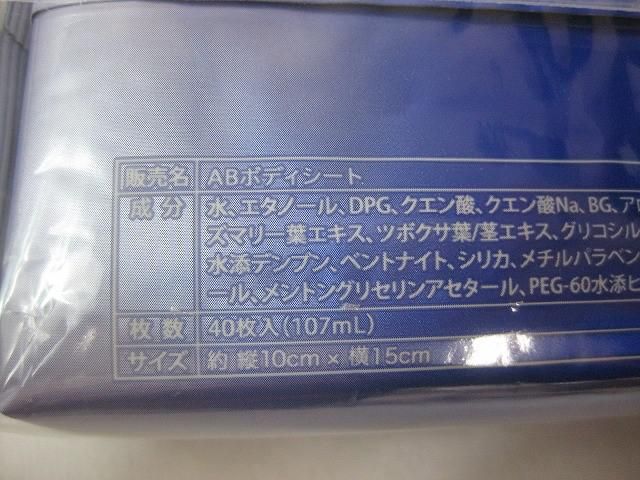 販売名 ABボディシート
成分 水、エタノール、DPG、クエン酸、クエン酸Na、BG、アロ
ズマリー葉エキス、ツボクサ葉/茎エキス、グリコシル
水添デンプン、ベントナイト、シリカ、メチルパラベン
ール、メントングリセリンアセタール、PEG-60水添ヒ
枚数 40枚入(107mL)
サイズ 約 縦10cm×横15cm